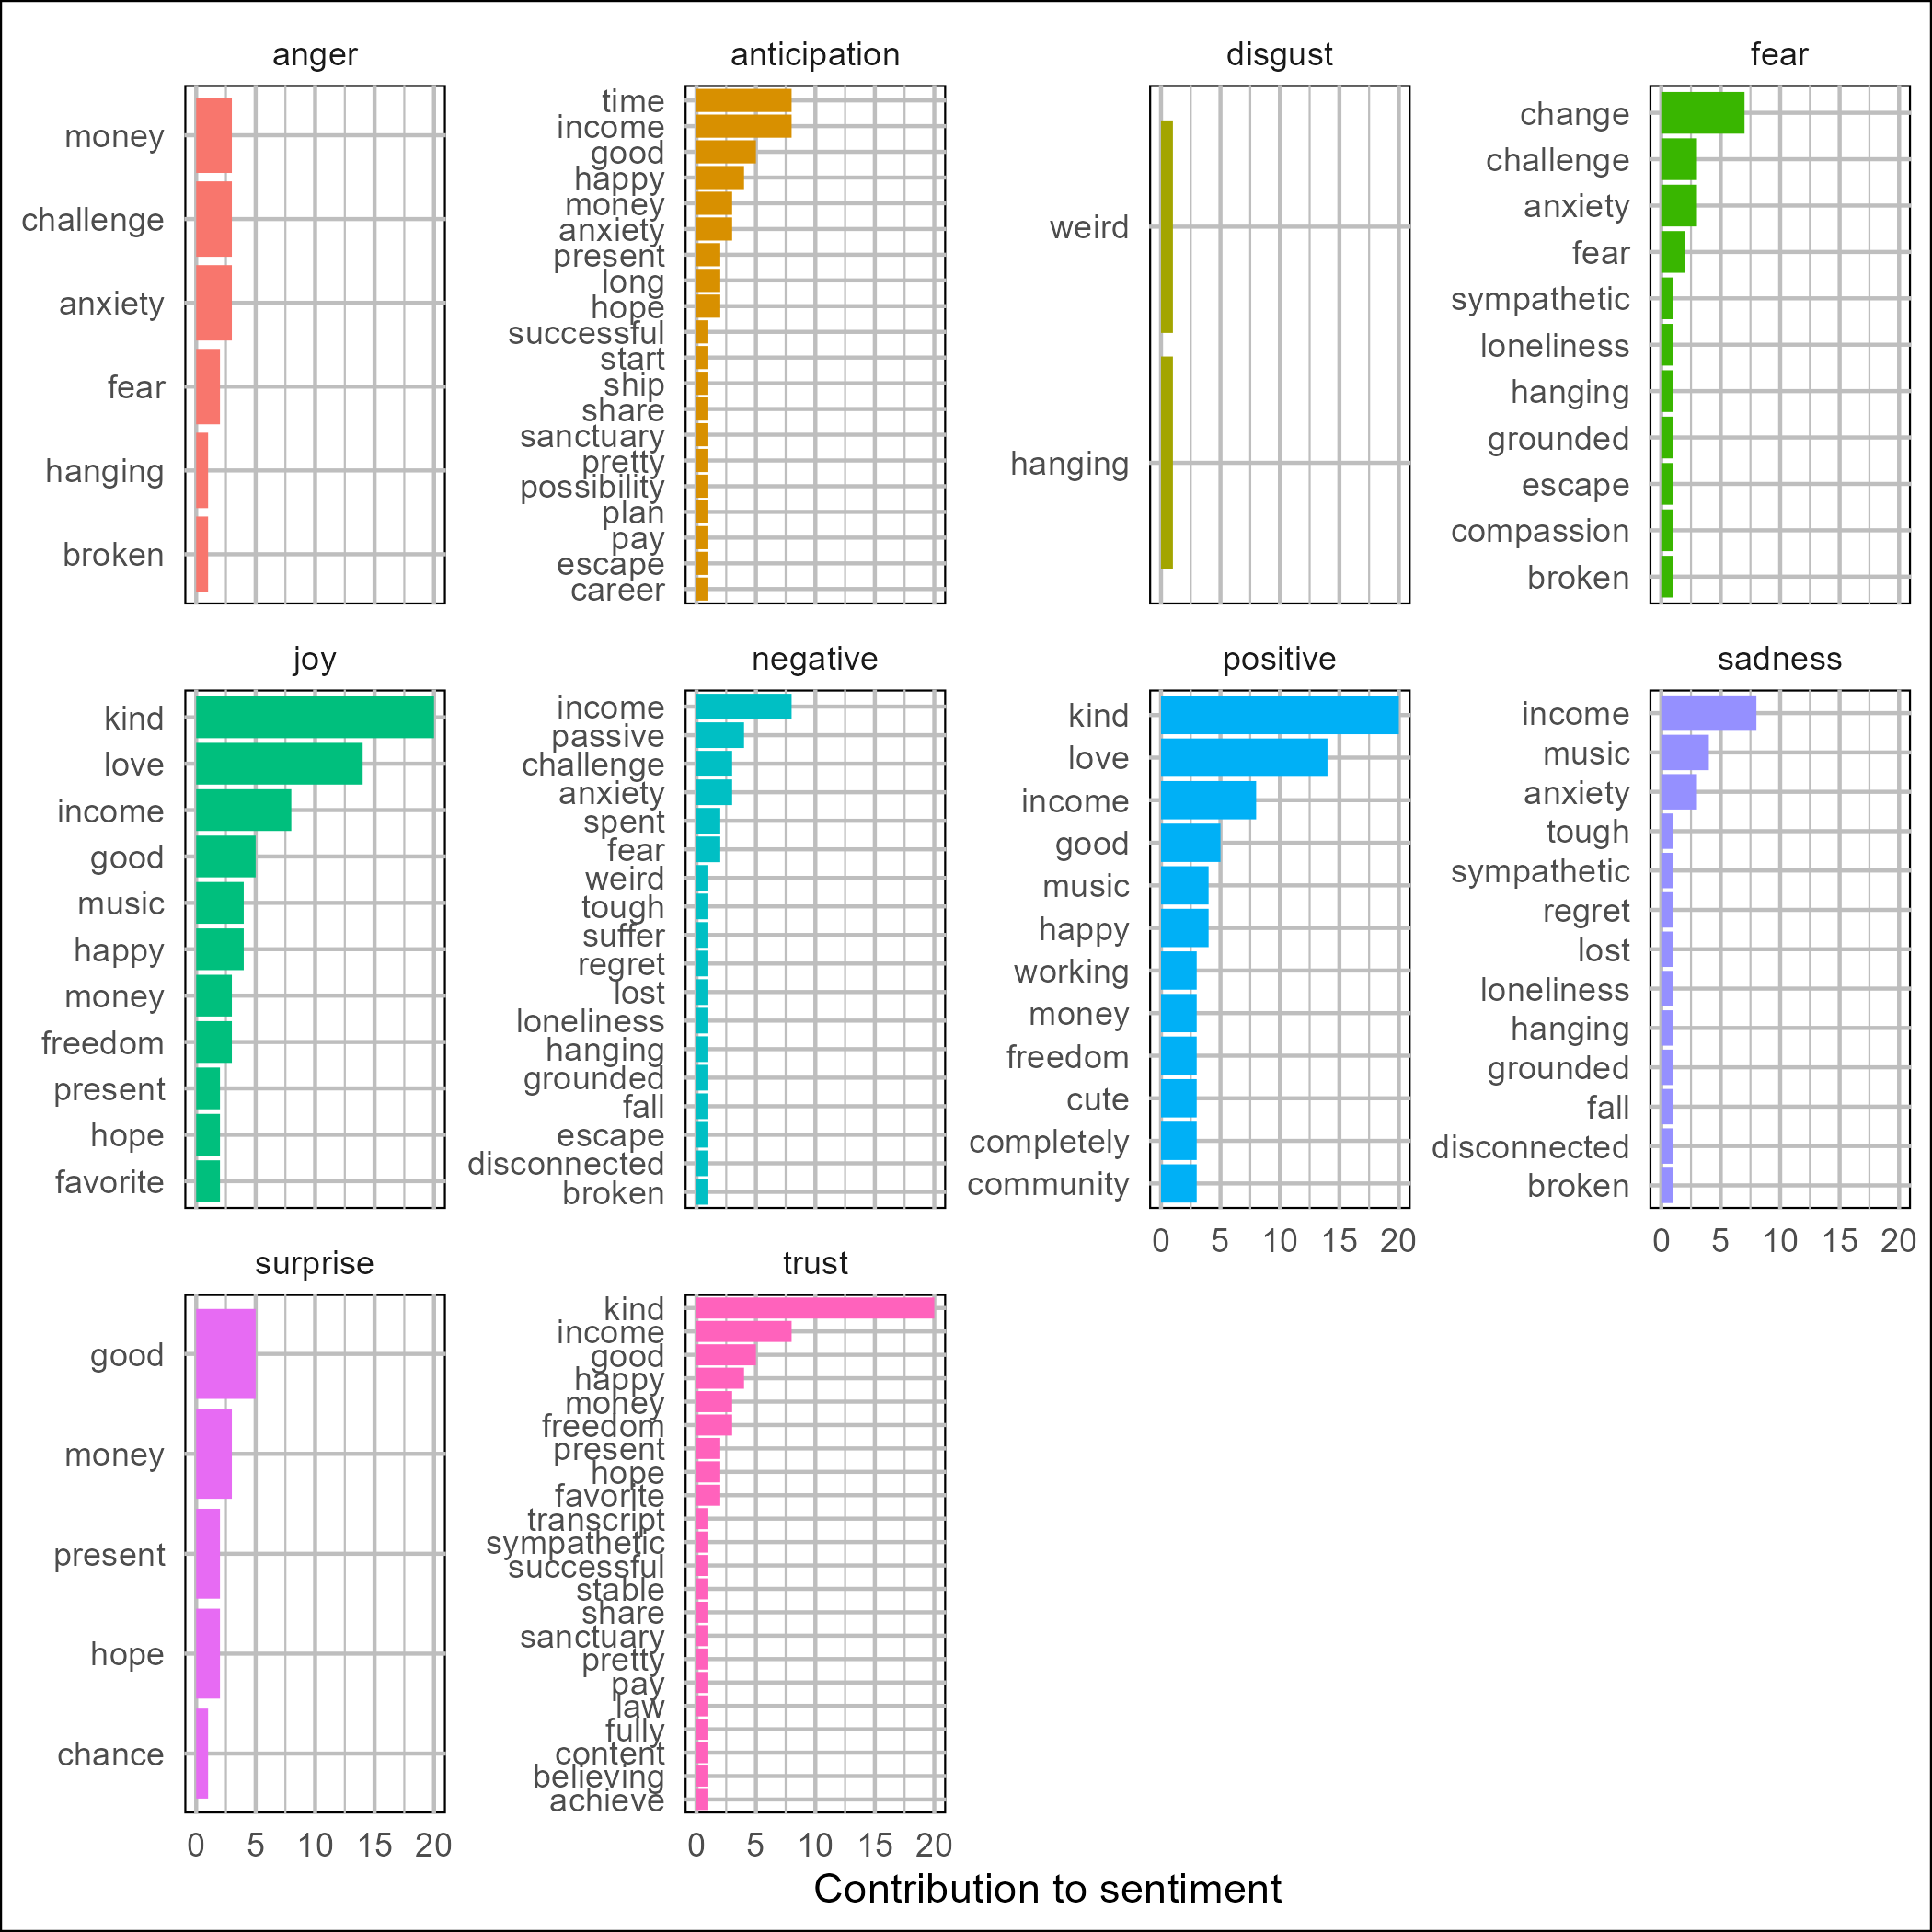 anger
money
challenge
anxiety
fear
hanging
broken
anticipation
time
income
good
happy
money
anxiety
present
long
hope
successful
start
ship
share
sanctuary
pretty
possibility
plan
pay
escape
career
disgust
weird
hanging
fear
change
challenge
anxiety
fear
sympathetic
loneliness
hanging
grounded
escape
compassion
broken
joy
kind
love
income
good
music
happy
money
freedom
present
hope
favorite
negative
income
passive
challenge
anxiety
spent
fear
weird
tough
suffer
regret
lost
loneliness
hanging
grounded
fall
escape
disconnected
broken
positive
kind
love
income
good
music
happy
working
money
freedom
cute
completely
community
0 5 10 15 20
sadness
income
music
anxiety
tough
sympathetic
regret
lost
loneliness
hanging
grounded
fall
disconnected
broken
0 5 10 15 20
surprise
good
money
present
hope
chance
0 5 10 15 20
trust
kind
income
good
happy
money
freedom
present
hope
favorite
transcript
sympathetic
successful
stable
share
sanctuary
pretty
pay
law
fully
content
believing
achieve
0 5 10 15 20
Contribution to sentiment